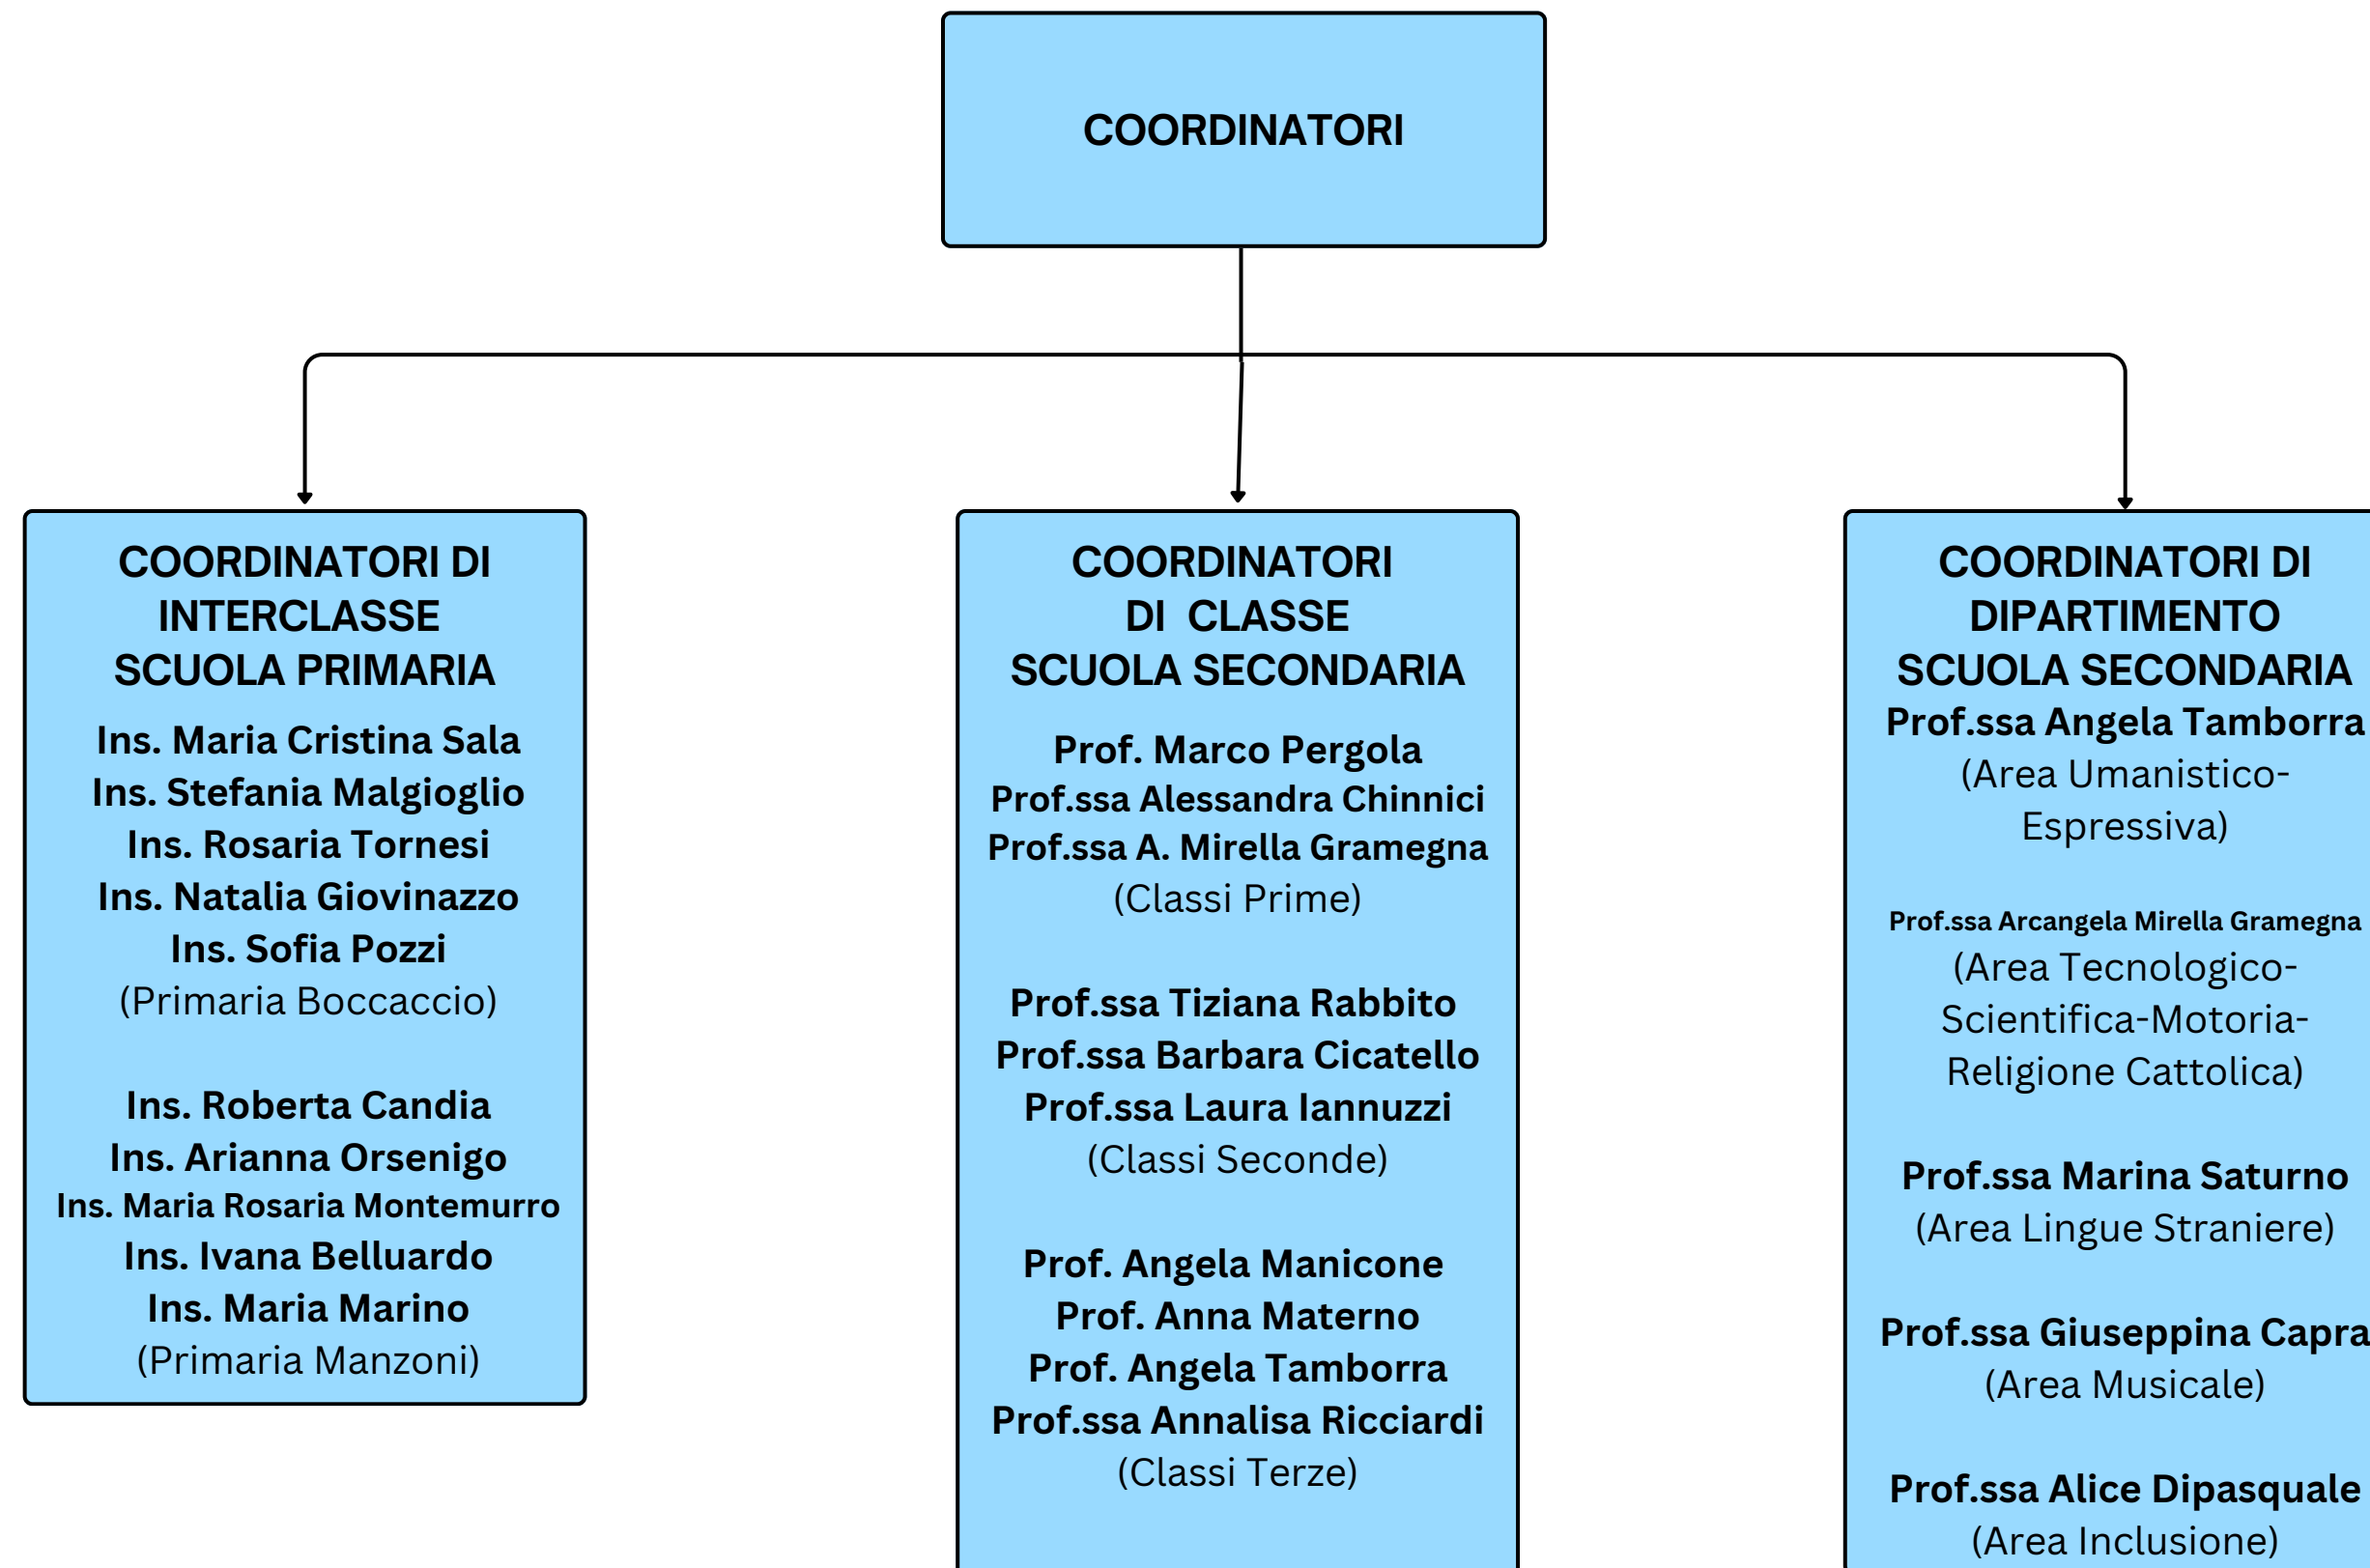 COORDINATORI
COORDINATORI DI
INTERCLASSE
SCUOLA PRIMARIA
Ins. Maria Cristina Sala
Ins. Stefania Malgioglio
Ins. Rosaria Tornesi
Ins. Natalia Giovinazzo
Ins. Sofia Pozzi
(Primaria Boccaccio)
Ins. Roberta Candia
Ins. Arianna Orsenigo
Ins. Maria Rosaria Montemurro
Ins. Ivana Belluardo
Ins. Maria Marino
(Primaria Manzoni)
COORDINATORI
DI CLASSE
SCUOLA SECONDARIA
Prof. Marco Pergola
Prof.ssa Alessandra Chinnici
Prof.ssa A. Mirella Gramegna
(Classi Prime)
Prof.ssa Tiziana Rabbito
Prof.ssa Barbara Cicatello
Prof.ssa Laura Iannuzzi
(Classi Seconde)
Prof. Angela Manicone
Prof. Anna Materno
Prof. Angela Tamborra
Prof.ssa Annalisa Ricciardi
(Classi Terze)
COORDINATORI DI
DIPARTIMENTO
SCUOLA SECONDARIA
Prof.ssa Angela Tamborra
(Area Umanistico-
Espressiva)
Prof.ssa Arcangela Mirella Gramegna
(Area Tecnologico-
Scientifica-Motoria-
Religione Cattolica)
Prof.ssa Marina Saturno
(Area Lingue Straniere)
Prof.ssa Giuseppina Capra
(Area Musicale)
Prof.ssa Alice Dipasquale
(Area Inclusione)